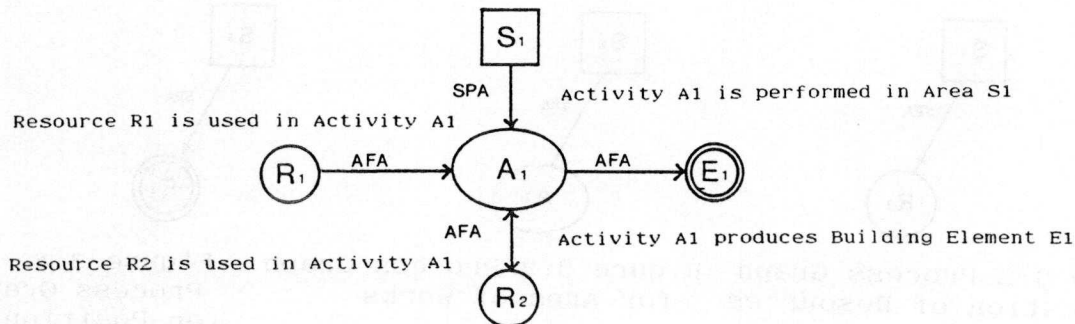 S1
SPA
Activity A1 is performed in Area S1
Resource R1 is used in Activity A1
R1
AFA
A1
AFA
E1
AFA
Activity A1 produces Building Element E1
Resource R2 is used in Activity A1
R2